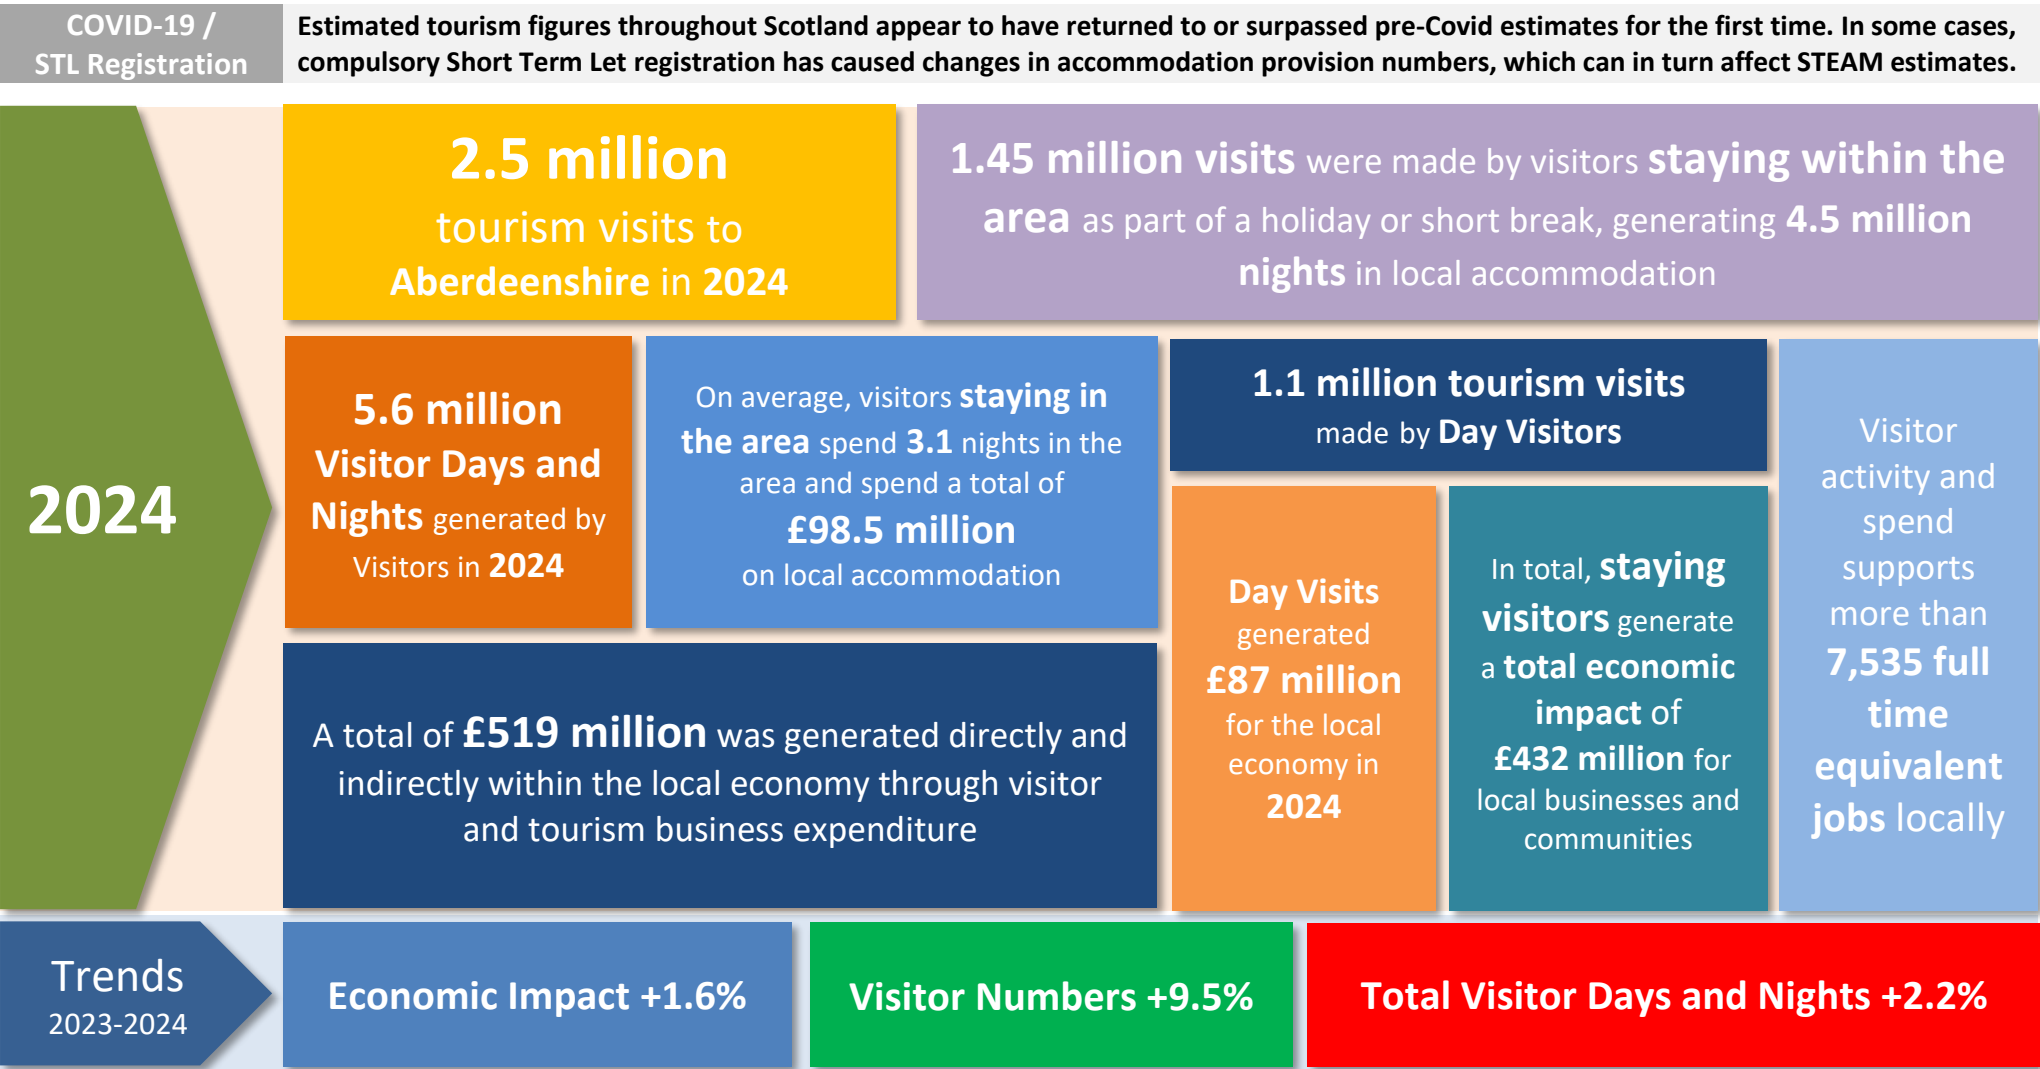 COVID-19 /
STL Registration
Estimated tourism figures throughout Scotland appear to have returned to or surpassed pre-Covid estimates for the first time. In some cases,
compulsory Short Term Let registration has caused changes in accommodation provision numbers, which can in turn affect STEAM estimates.
2024
2.5 million
tourism visits to
Aberdeenshire in 2024
1.45 million visits were made by visitors staying within the
area as part of a holiday or short break, generating 4.5 million
nights in local accommodation
5.6 million
Visitor Days and
Nights generated by
Visitors in 2024
On average, visitors staying in
the area spend 3.1 nights in the
area and spend a total of
£98.5 million
on local accommodation
1.1 million tourism visits
made by Day Visitors
Visitor
activity and
spend
supports
more than
7,535 full
time
equivalent
jobs locally
A total of £519 million was generated directly and
indirectly within the local economy through visitor
and tourism business expenditure
Day Visits
generated
£87 million
for the local
economy in
2024
In total, staying
visitors generate
a total economic
impact of
£432 million for
local businesses and
communities
Trends
2023-2024
Economic Impact +1.6%
Visitor Numbers +9.5%
Total Visitor Days and Nights +2.2%